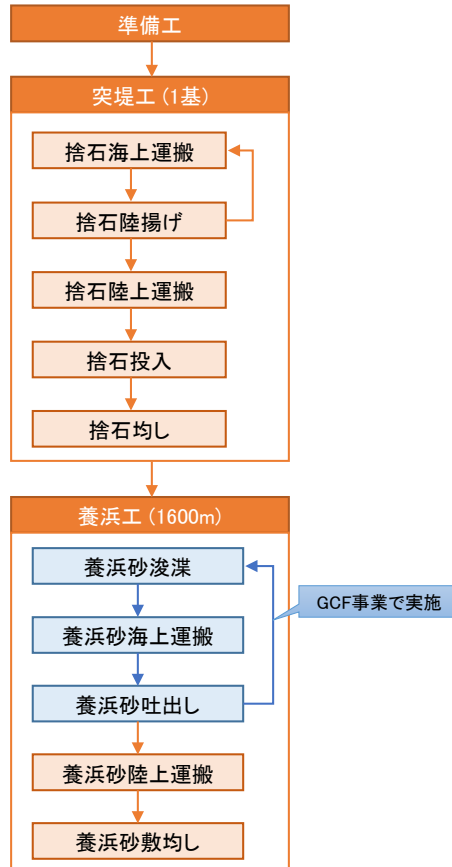 準備工
突堤工（1基）
捨石海上運搬
捨石陸揚げ
捨石陸上運搬
捨石投入
捨石均し
養浜工（1600m）
養浜砂浚渫
GCF事業で実施
養浜砂海上運搬
養浜砂吐出し
養浜砂陸上運搬
養浜砂敷均し